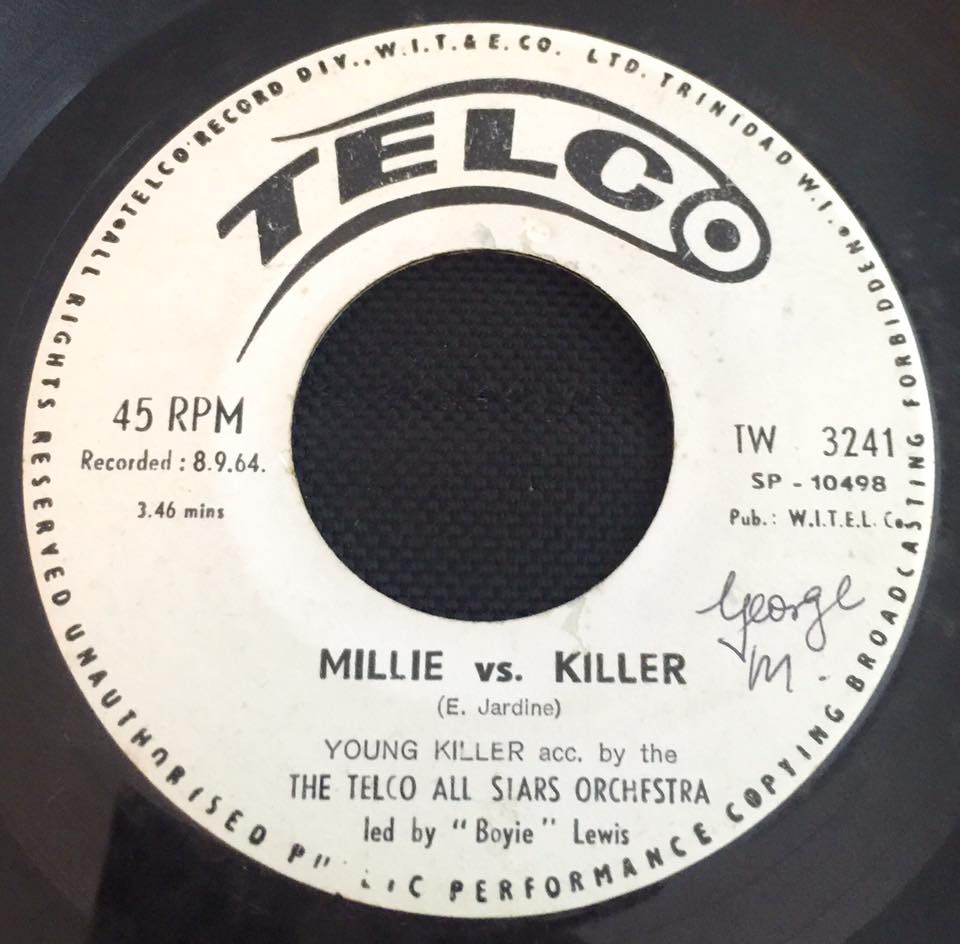 ALL RIGHTS RESERVED UNAUTHORISED PERFORMANCE COPYING BROADCASTING FORBIDDEN
TELCO RECORD DIV., W.I.T. & E. CO. LTD. TRINIDAD W.I.
TELCO
45 RPM
Recorded : 8.9.64.
3.46 mins
TW 3241
SP - 10498
Pub.: W.I.T.E.L. Co.
George
M.
MILLIE vs. KILLER
(E. Jardine)
YOUNG KILLER acc. by the
THE TELCO ALL STARS ORCHESTRA
led by "Boyie" Lewis